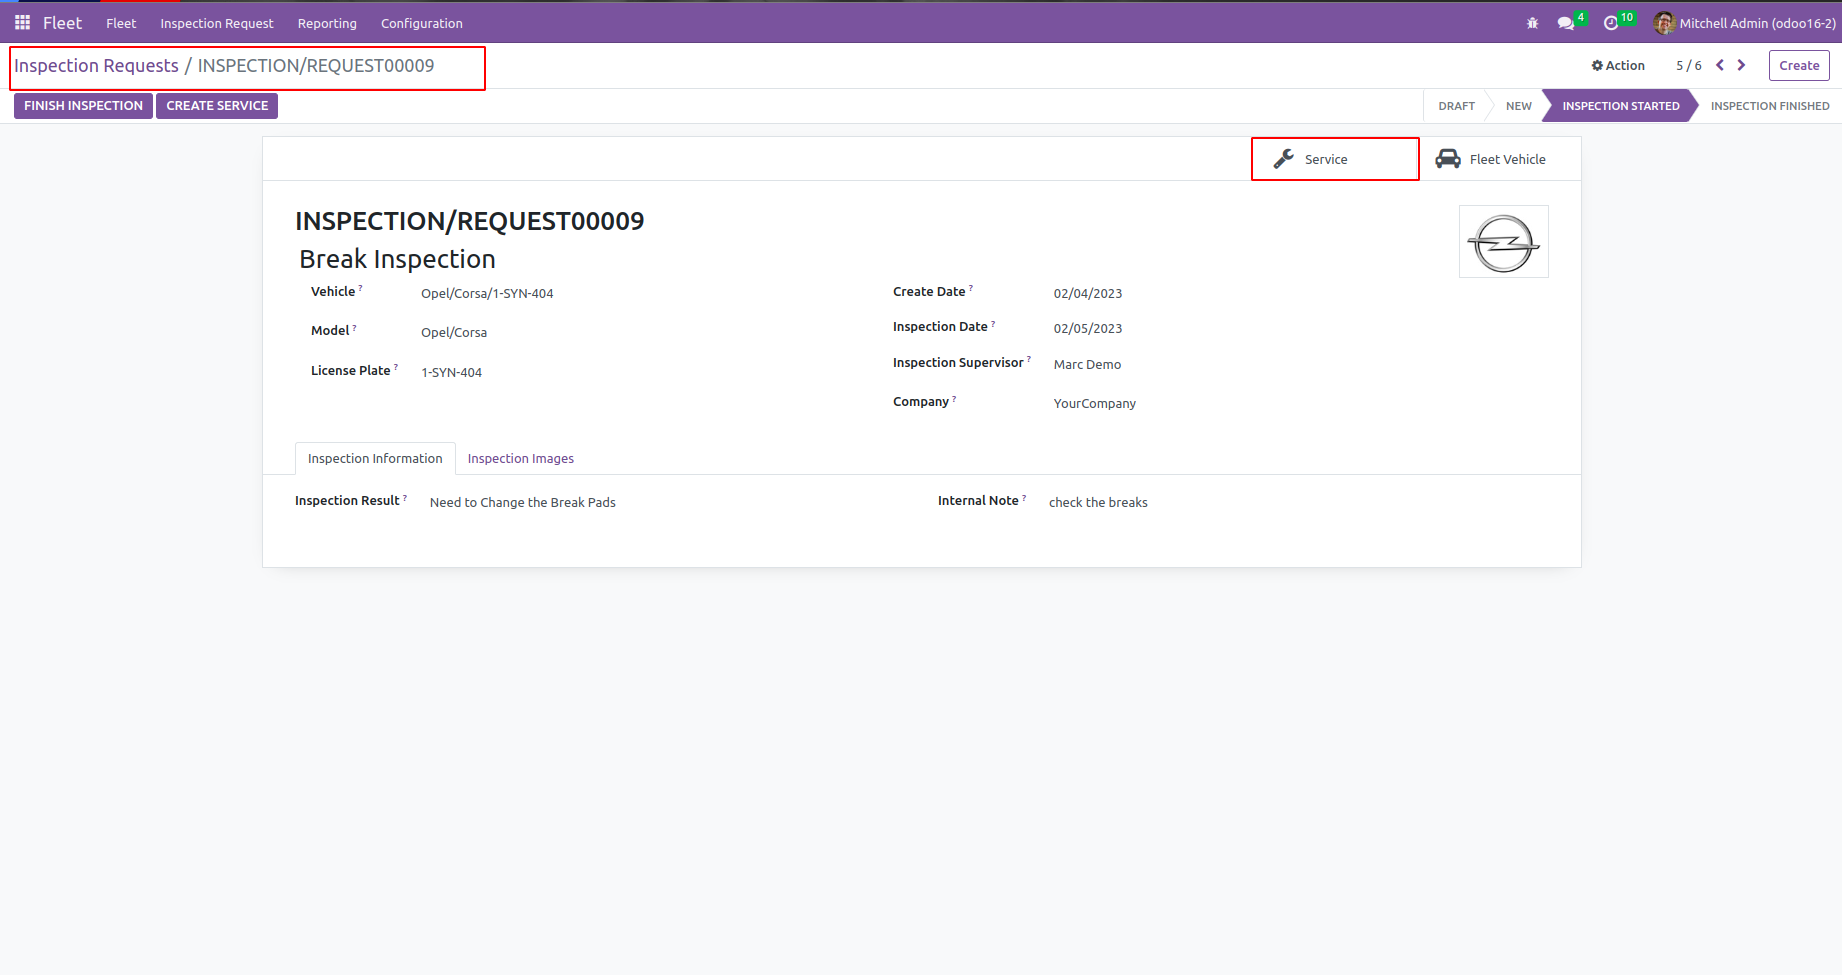 Fleet Fleet Inspection Request Reporting Configuration 4 10 Mitchell Admin (odoo16-2)
Inspection Requests / INSPECTION/REQUEST00009 Action 5 / 6 Create
FINISH INSPECTION CREATE SERVICE DRAFT NEW INSPECTION STARTED INSPECTION FINISHED
Service Fleet Vehicle
INSPECTION/REQUEST00009
Break Inspection
Vehicle ? Opel/Corsa/1-SYN-404 Create Date ? 02/04/2023
Model ? Opel/Corsa Inspection Date ? 02/05/2023
License Plate ? 1-SYN-404 Inspection Supervisor ? Marc Demo
Company ? YourCompany
Inspection Information Inspection Images
Inspection Result ? Need to Change the Break Pads Internal Note ? check the breaks